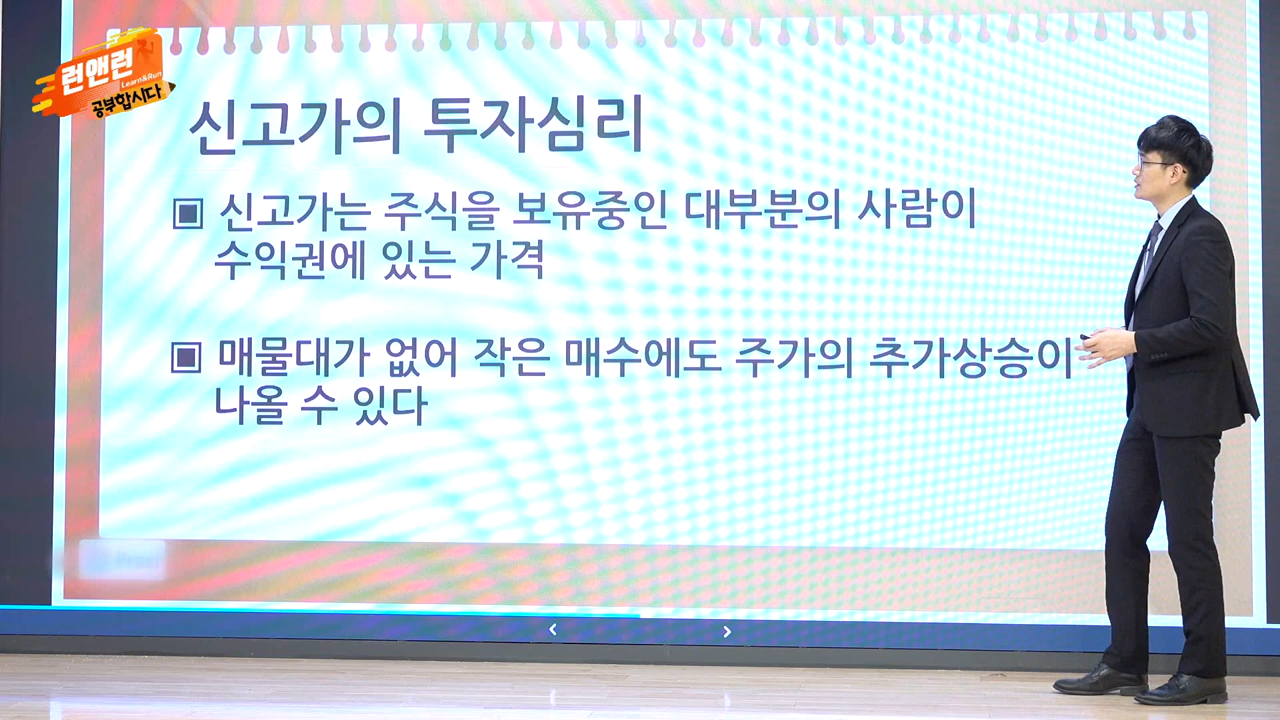 런앤런
Learn&Run
공부합시다
신고가의 투자심리
▣ 신고가는 주식을 보유중인 대부분의 사람이
수익권에 있는 가격
▣ 매물대가 없어 작은 매수에도 주가의 추가상승이
나올 수 있다